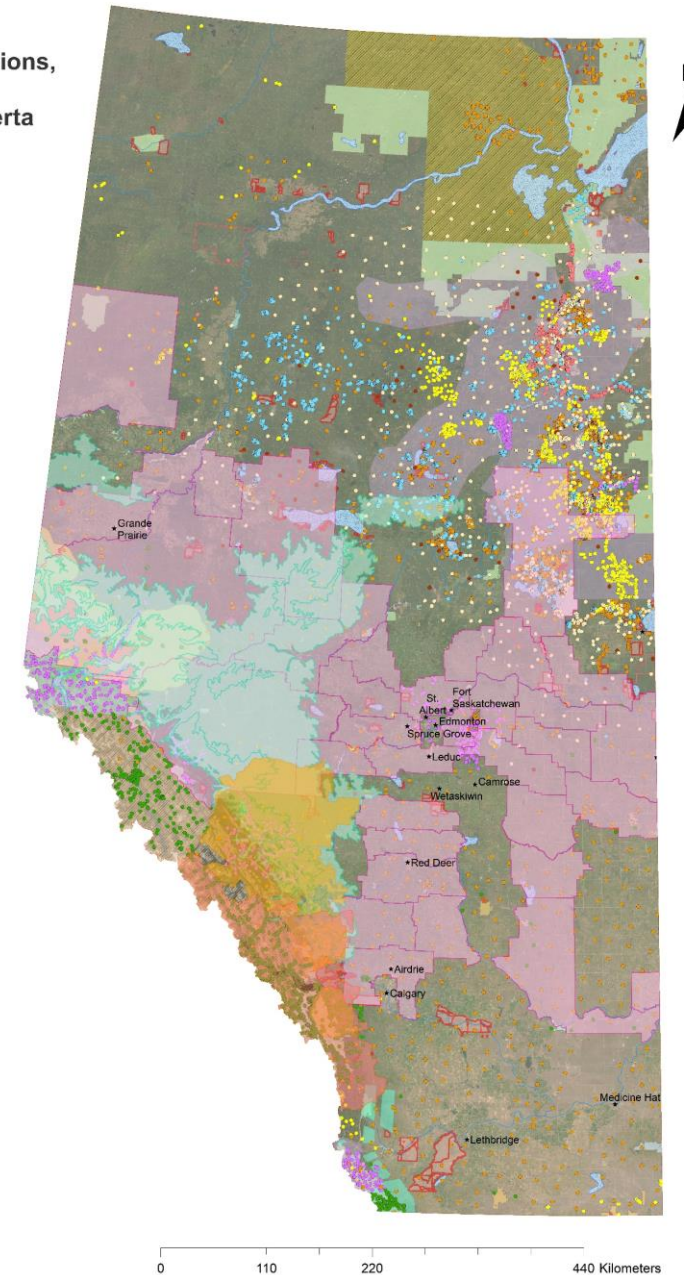 ions,
erta
Grande
Prairie
St.
Albert
Fort
Saskatchewan
Edmonton
Spruce Grove
Leduc
Camrose
Wetaskiwin
Red Deer
Airdrie
Calgary
Medicine Hat
Lethbridge
0 110 220 440 Kilometers